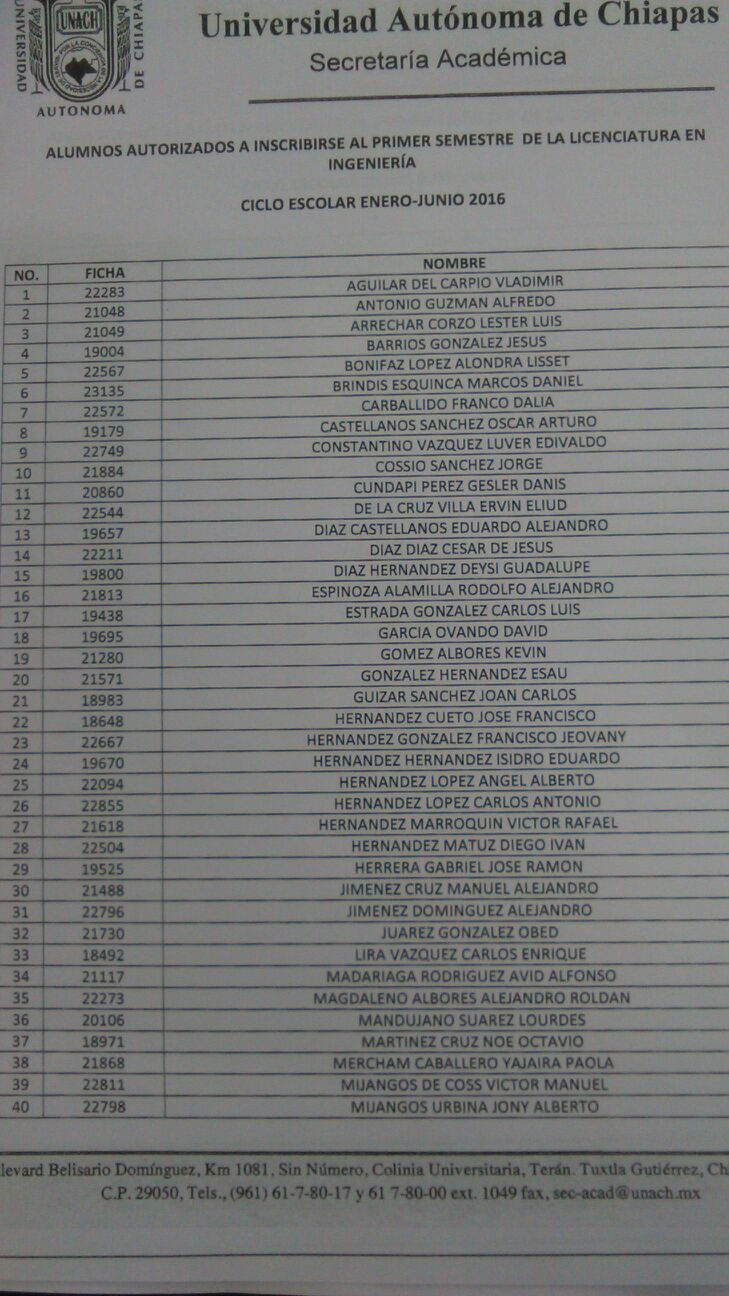 UNACH
UNIVERSIDAD
AUTONOMA
DE CHIAPAS
Universidad Autónoma de Chiapas
Secretaría Académica
ALUMNOS AUTORIZADOS A INSCRIBIRSE AL PRIMER SEMESTRE DE LA LICENCIATURA EN
INGENIERÍA
CICLO ESCOLAR ENERO-JUNIO 2016
NO. FICHA NOMBRE
1 22283 AGUILAR DEL CARPIO VLADIMIR
2 21048 ANTONIO GUZMAN ALFREDO
3 21049 ARRECHAR CORZO LESTER LUIS
4 19004 BARRIOS GONZALEZ JESUS
5 22567 BONIFAZ LOPEZ ALONDRA LISSET
6 23135 BRINDIS ESQUINCA MARCOS DANIEL
7 22572 CARBALLIDO FRANCO DALIA
8 19179 CASTELLANOS SANCHEZ OSCAR ARTURO
9 22749 CONSTANTINO VAZQUEZ LUVER EDIVALDO
10 21884 COSSIO SANCHEZ JORGE
11 20860 CUNDAPI PEREZ GESLER DANIS
12 22544 DE LA CRUZ VILLA ERVIN ELIUD
13 19657 DIAZ CASTELLANOS EDUARDO ALEJANDRO
14 22211 DIAZ DIAZ CESAR DE JESUS
15 19800 DIAZ HERNANDEZ DEYSI GUADALUPE
16 21813 ESPINOZA ALAMILLA RODOLFO ALEJANDRO
17 19438 ESTRADA GONZALEZ CARLOS LUIS
18 19695 GARCIA OVANDO DAVID
19 21280 GOMEZ ALBORES KEVIN
20 21571 GONZALEZ HERNANDEZ ESAU
21 18983 GUIZAR SANCHEZ JOAN CARLOS
22 18648 HERNANDEZ CUETO JOSE FRANCISCO
23 22667 HERNANDEZ GONZALEZ FRANCISCO JEOVANY
24 19670 HERNANDEZ HERNANDEZ ISIDRO EDUARDO
25 22094 HERNANDEZ LOPEZ ANGEL ALBERTO
26 22855 HERNANDEZ LOPEZ CARLOS ANTONIO
27 21618 HERNANDEZ MARROQUIN VICTOR RAFAEL
28 22504 HERNANDEZ MATUZ DIEGO IVAN
29 19525 HERRERA GABRIEL JOSE RAMON
30 21488 JIMENEZ CRUZ MANUEL ALEJANDRO
31 22796 JIMENEZ DOMINGUEZ ALEJANDRO
32 21730 JUAREZ GONZALEZ OBED
33 18492 LIRA VAZQUEZ CARLOS ENRIQUE
34 21117 MADARIAGA RODRIGUEZ AVID ALFONSO
35 22273 MAGDALENO ALBORES ALEJANDRO ROLDAN
36 20106 MANDUJANO SUAREZ LOURDES
37 18971 MARTINEZ CRUZ NOE OCTAVIO
38 21868 MERCHAM CABALLERO YAJAIRA PAOLA
39 22811 MIJANGOS DE COSS VICTOR MANUEL
40 22798 MIJANGOS URBINA JONY ALBERTO
levard Belisario Domínguez, Km 1081, Sin Número, Colinia Universitaria, Terán. Tuxtla Gutiérrez, Ch
C.P. 29050, Tels., (961) 61-7-80-17 y 61 7-80-00 ext. 1049 fax, sec-acad@unach.mx